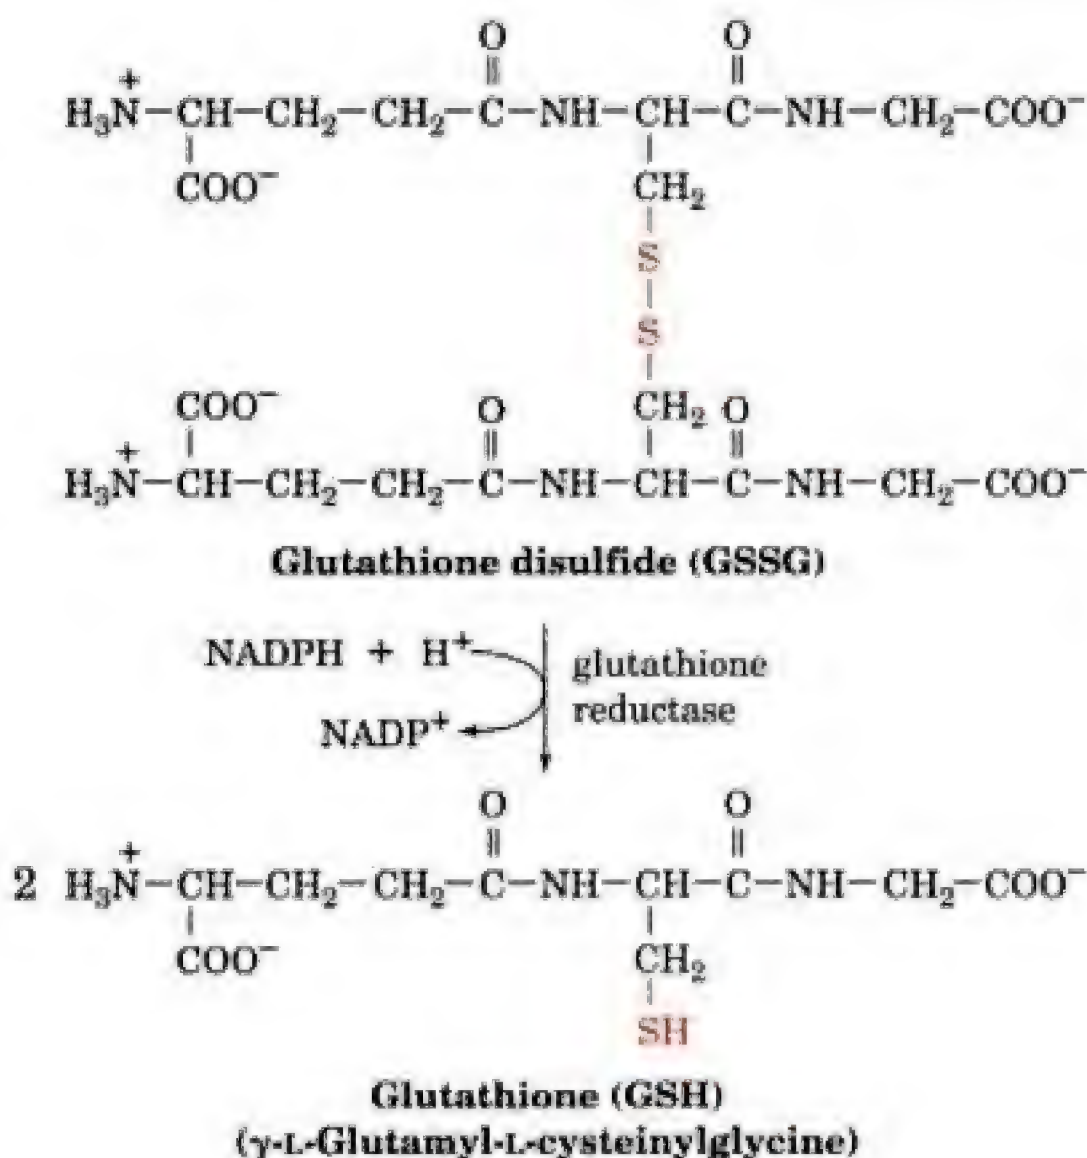 O O
H₃N⁺−CH−CH₂−CH₂−C−NH−CH−C−NH−CH₂−COO⁻
COO⁻ CH₂
S
S
COO⁻ O CH₂ O
H₃N⁺−CH−CH₂−CH₂−C−NH−CH−C−NH−CH₂−COO⁻
Glutathione disulfide (GSSG)
NADPH + H⁺
glutathione
reductase
NADP⁺
O O
2 H₃N⁺−CH−CH₂−CH₂−C−NH−CH−C−NH−CH₂−COO⁻
COO⁻ CH₂
SH
Glutathione (GSH)
(γ-L-Glutamyl-L-cysteinylglycine)